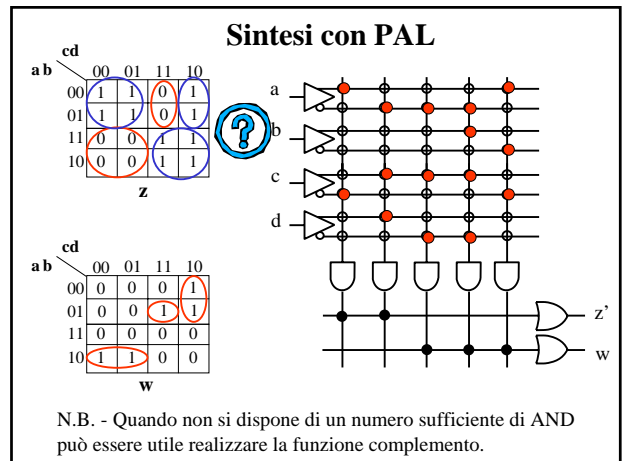 Sintesi con PAL
cd
a b
00 01 11 10
00 1 1 0 1
01 1 1 0 1
11 0 0 1 1
10 0 0 1 1
z
?
cd
a b
00 01 11 10
00 0 0 0 1
01 0 0 1 1
11 0 0 0 0
10 1 1 0 0
w
a
b
c
d
z'
w
N.B. - Quando non si dispone di un numero sufficiente di AND
può essere utile realizzare la funzione complemento.